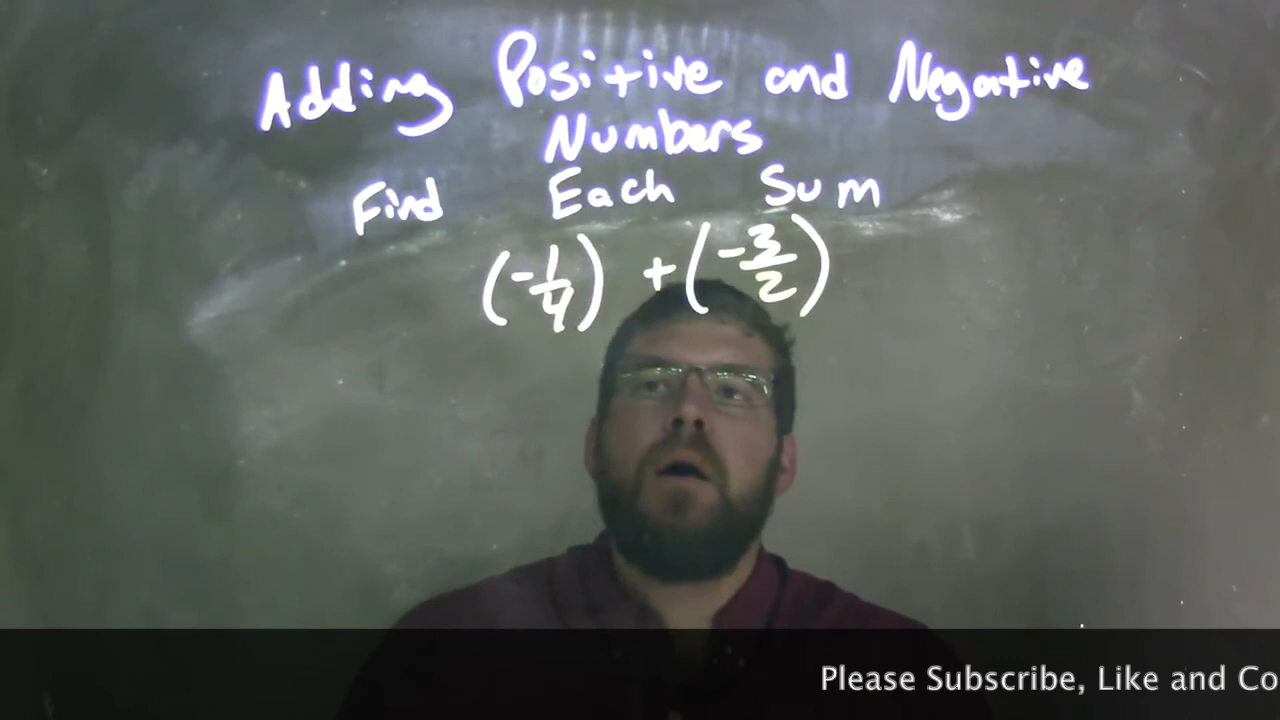 Adding Positive and Negative
Numbers
Find Each Sum
(-1/4) + (-3/2)
Please Subscribe, Like and Co